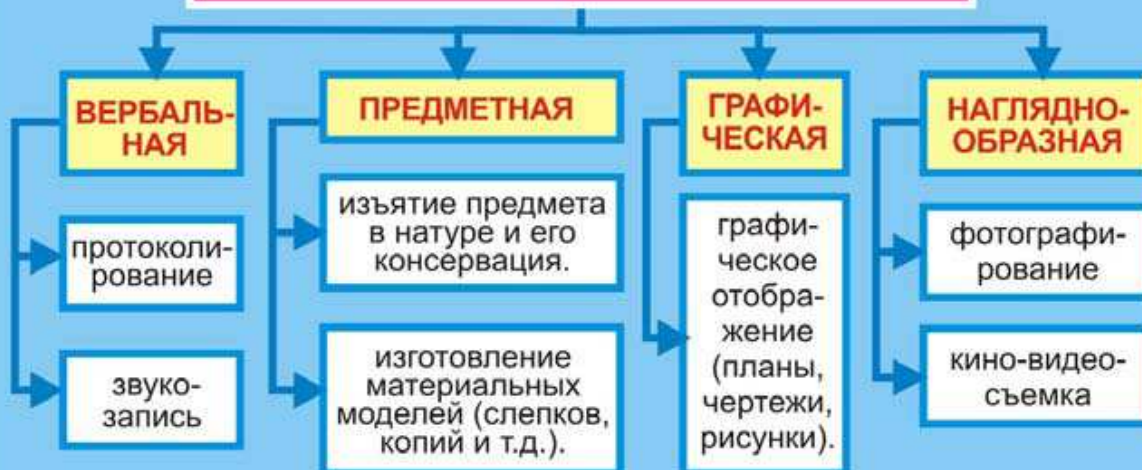 ВЕРБАЛЬ-
НАЯ
протоколи-
рование
звуко-
запись
ПРЕДМЕТНАЯ
изъятие предмета
в натуре и его
консервация.
изготовление
материальных
моделей (слепков,
копий и т.д.).
ГРАФИ-
ЧЕСКАЯ
графи-
ческое
отобра-
жение
(планы,
чертежи,
рисунки).
НАГЛЯДНО-
ОБРАЗНАЯ
фотографи-
рование
кино-видео-
съемка